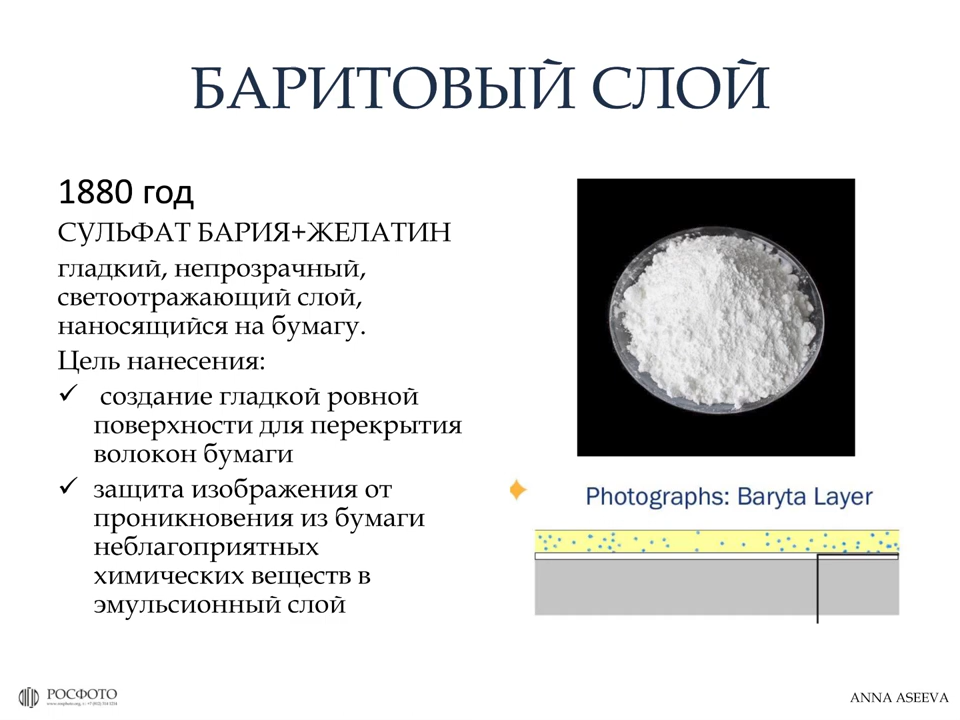 БАРИТОВЫЙ СЛОЙ
1880 год
СУЛЬФАТ БАРИЯ+ЖЕЛАТИН
гладкий, непрозрачный,
светоотражающий слой,
наносящийся на бумагу.
Цель нанесения:
создание гладкой ровной
поверхности для перекрытия
волокон бумаги
защита изображения от
проникновения из бумаги
неблагоприятных
химических веществ в
эмульсионный слой
Photographs: Baryta Layer
РОСФОТО
ANNA ASEEVA